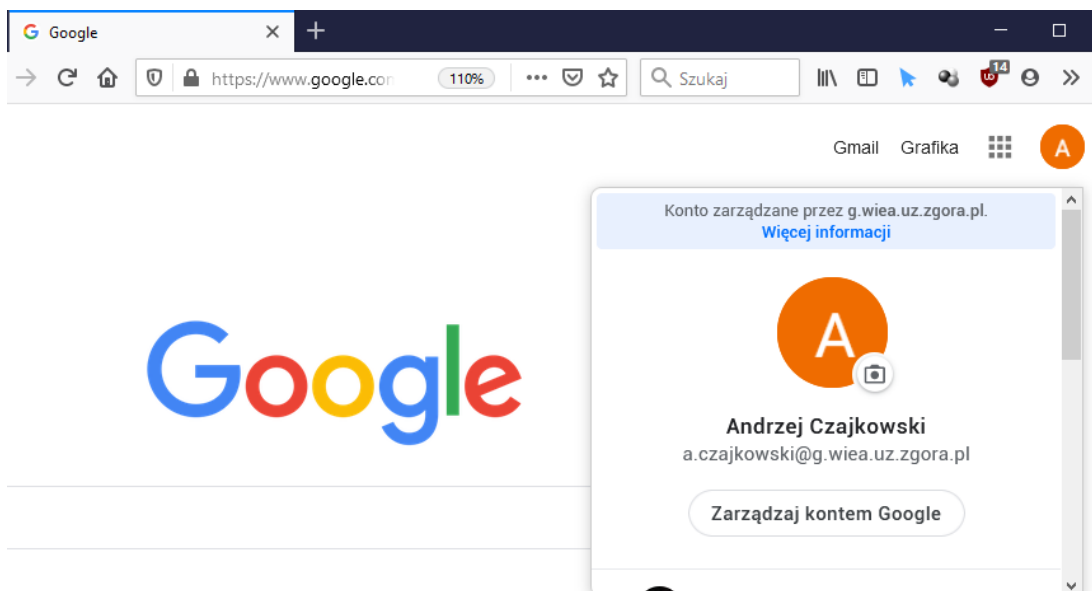 Google
https://www.google.con
110%
Szukaj
14
Gmail Grafika
A
Konto zarządzane przez g.wiea.uz.zgora.pl.
Więcej informacji
A
Google
Andrzej Czajkowski
a.czajkowski@g.wiea.uz.zgora.pl
Zarządzaj kontem Google